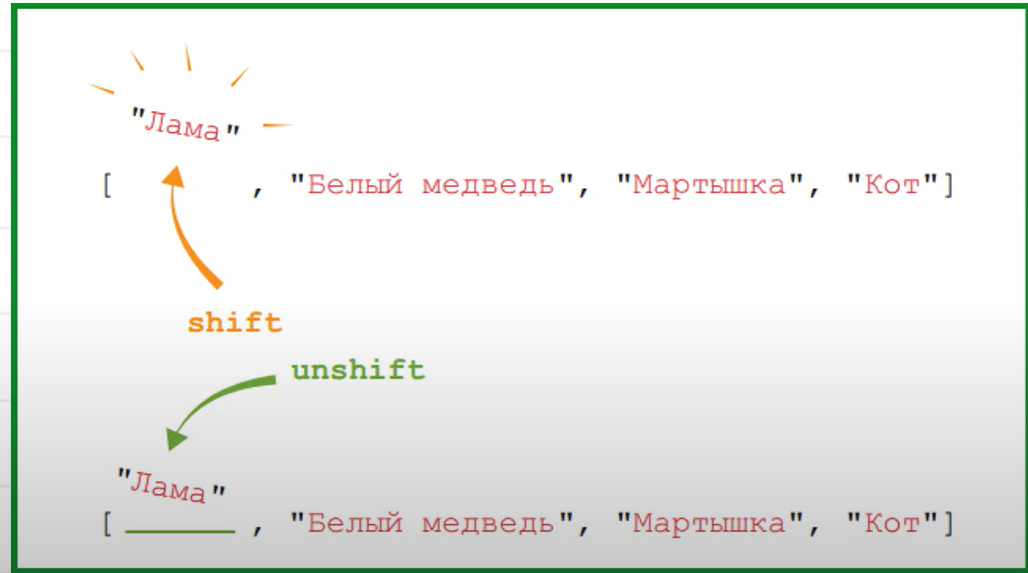 "Лама"
[ , "Белый медведь", "Мартышка", "Кот"]
shift
unshift
"Лама"
[ , "Белый медведь", "Мартышка", "Кот"]